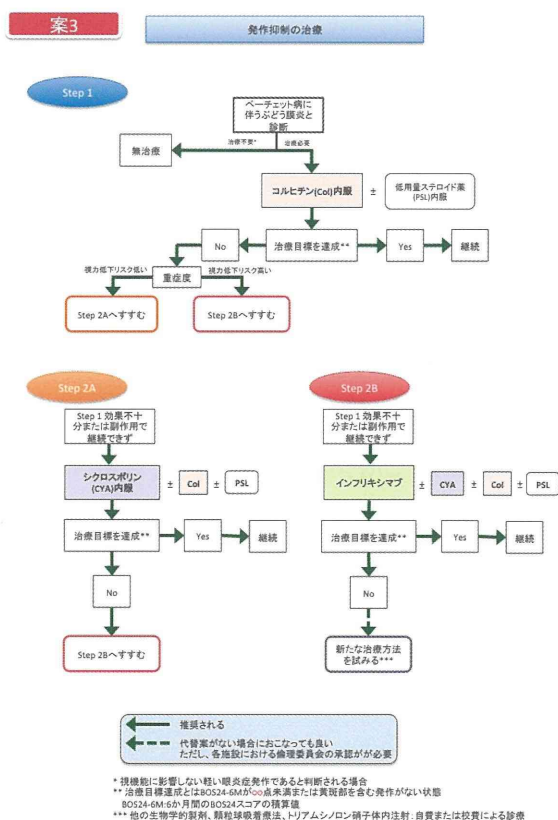 案3
発作抑制の治療
Step 1
ベーチェット病に
伴うぶどう膜炎と
診断
治療不要*
治療必要
無治療
コルヒチン(Col)内服
±
低用量ステロイド薬
(PSL)内服
No
治療目標を達成**
Yes
継続
視力低下リスク低い
重症度
視力低下リスク高い
Step 2Aへすすむ
Step 2Bへすすむ
Step 2A
Step 1 効果不十
分または副作用で
継続できず
シクロスポリン
(CYA)内服
±
Col
±
PSL
治療目標を達成**
Yes
継続
No
Step 2Bへすすむ
Step 2B
Step 1 効果不十
分または副作用で
継続できず
インフリキシマブ
±
CYA
±
Col
±
PSL
治療目標を達成**
Yes
継続
No
新たな治療方法
を試みる***
推奨される
代替案がない場合におこなっても良い
ただし、各施設における倫理委員会の承認がが必要
* 視機能に影響しない軽い眼炎症発作であると判断される場合
** 治療目標達成とはBOS24-6Mが○○点未満または黄斑部を含む発作がない状態
BOS24-6M:6か月間のBOS24スコアの積算値
*** 他の生物学的製剤、顆粒球吸着療法、トリアムシノロン硝子体内注射: 自費または校費による診療